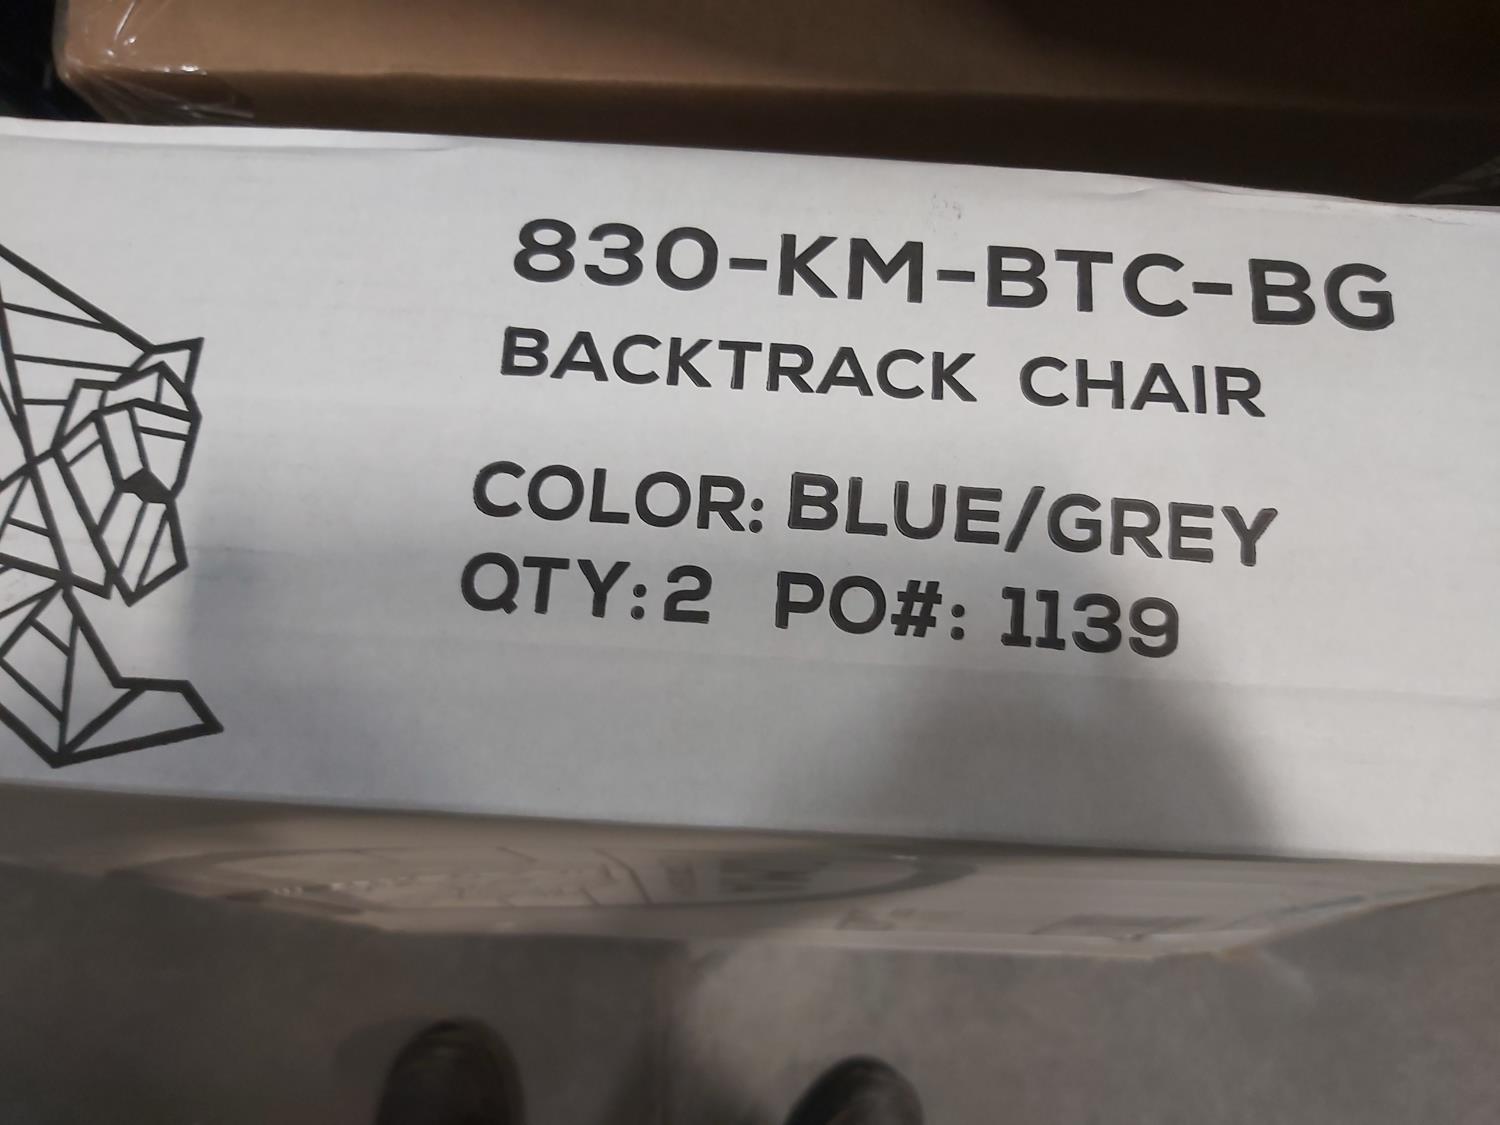 830-KM-BTC-BG
BACKTRACK CHAIR
COLOR: BLUE/GREY
QTY: 2 PO#: 1139